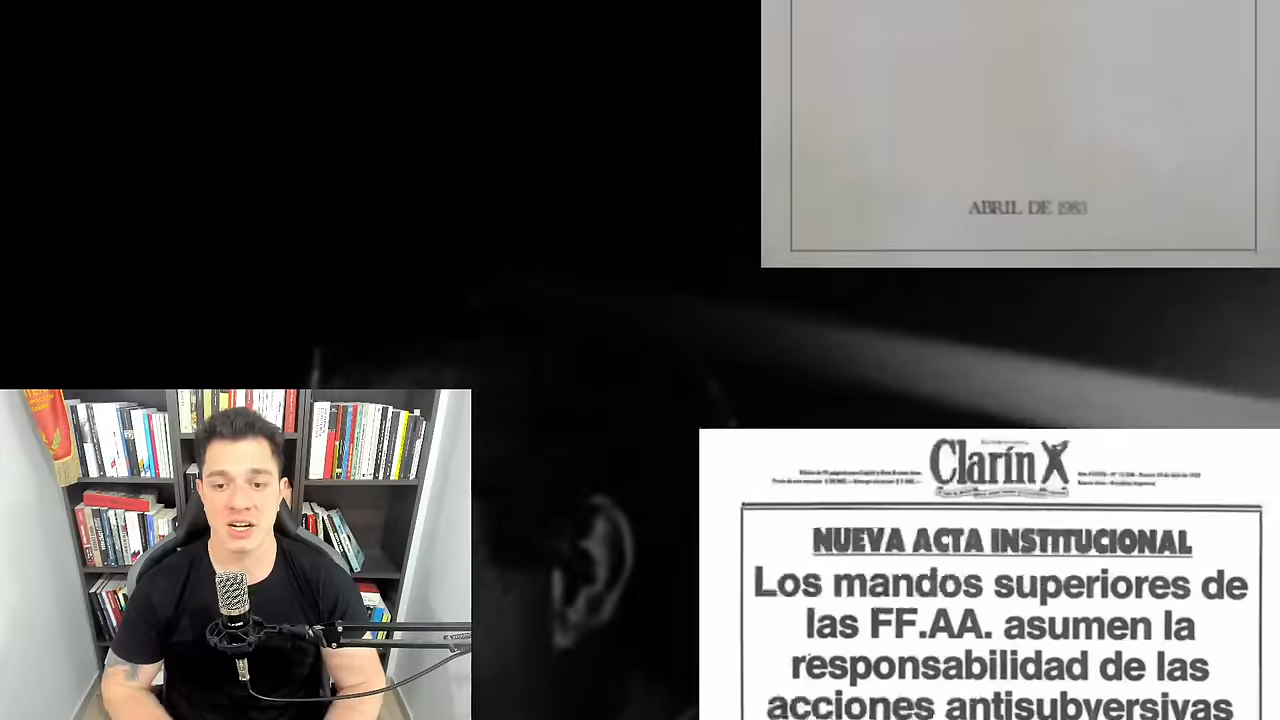 ABRIL DE 1983
Clarín
NUEVA ACTA INSTITUCIONAL
Los mandos superiores de
las FF.AA. asumen la
responsabilidad de las
acciones antisubversivas